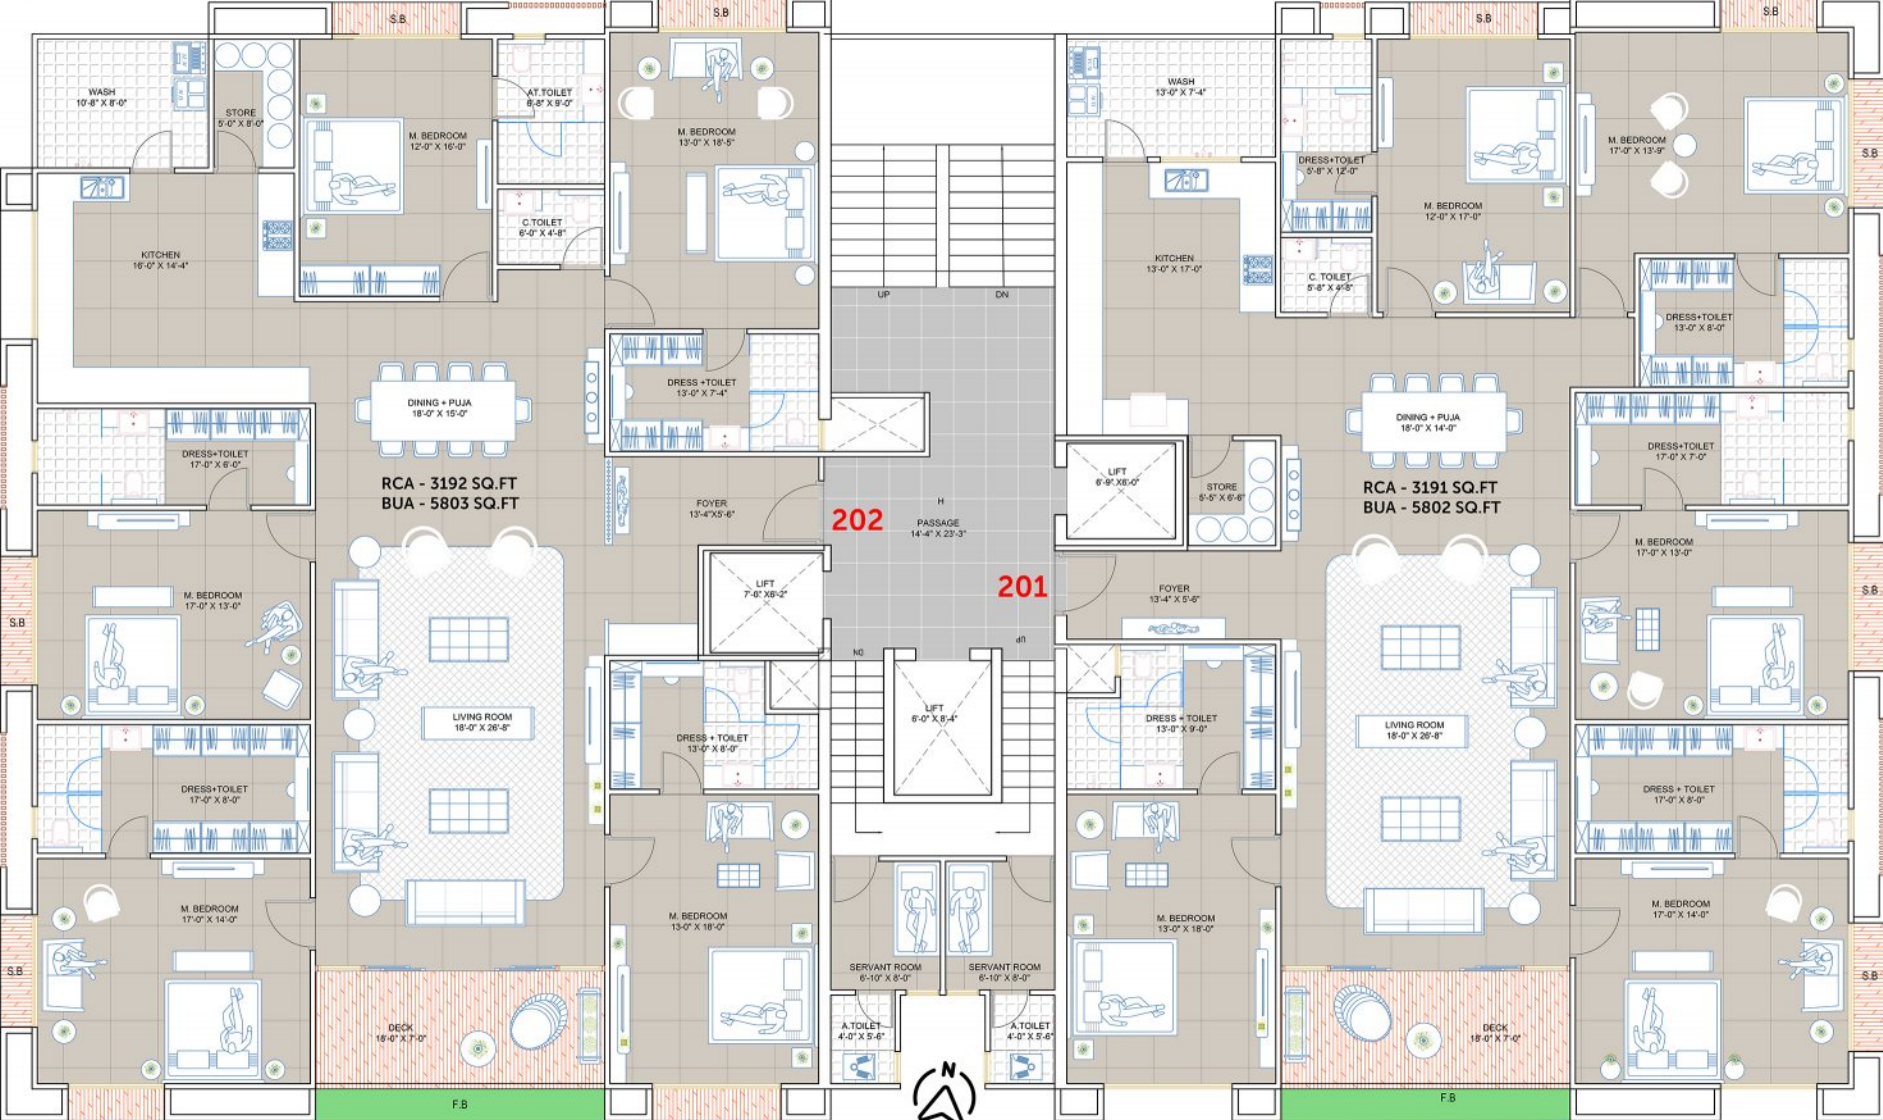 S.B
S.B
S.B
S.B
WASH
10'-8" X 8'-0"
STORE
5'-0" X 8'-0"
M. BEDROOM
12'-0" X 16'-0"
AT.TOILET
6'-8" X 9'-0"
C.TOILET
6'-0" X 4'-8"
M. BEDROOM
13'-0" X 18'-5"
KITCHEN
16'-0" X 14'-4"
DINING + PUJA
18'-0" X 15'-0"
DRESS +TOILET
13'-0" X 7'-4"
DRESS+TOILET
17'-0" X 6'-0"
RCA - 3192 SQ.FT
BUA - 5803 SQ.FT
FOYER
13'-4"X5'-6"
202
M. BEDROOM
17'-0" X 13'-0"
S.B
LIFT
7'-6" X6'-2"
LIVING ROOM
18'-0" X 26'-8"
DRESS + TOILET
13'-0" X 8'-0"
DRESS+TOILET
17'-0" X 8'-0"
M. BEDROOM
17'-0" X 14'-0"
S.B
M. BEDROOM
13-0" X 18'-0"
DECK
18'-0" X 7'-0"
F.B
UP
DN
H
PASSAGE
14'-4" X 23'-3"
DN
UP
LIFT
6'-0" X 8'-4"
SERVANT ROOM
6'-10" X 8'-0"
SERVANT ROOM
6'-10" X 8'-0"
A.TOILET
4'-0" X 5'-6"
A.TOILET
4'-0" X 5'-6"
N
WASH
13'-0" X 7'-4"
DRESS+TOILET
5'-8" X 12'-0"
M. BEDROOM
12'-0" X 17'-0"
M. BEDROOM
17'-0" X 13'-9"
S.B
KITCHEN
13'-0" X 17'-0"
C. TOILET
5'-8" X 4'-8"
DRESS+TOILET
13'-0" X 8'-0"
DINING + PUJA
18'-0" X 14'-0"
DRESS+TOILET
17'-0" X 7'-0"
LIFT
6'-9" X6'-0"
STORE
5'-5" X 6'-6"
RCA - 3191 SQ.FT
BUA - 5802 SQ.FT
201
FOYER
13'-4" X 5'-6"
M. BEDROOM
17'-0" X 13'-0"
S.B
DRESS + TOILET
13'-0" X 9'-0"
LIVING ROOM
18'-0" X 26'-8"
DRESS + TOILET
17'-0" X 8'-0"
M. BEDROOM
13'-0" X 18'-0"
M. BEDROOM
17'-0" X 14'-0"
S.B
DECK
18'-0" X 7'-0"
F.B